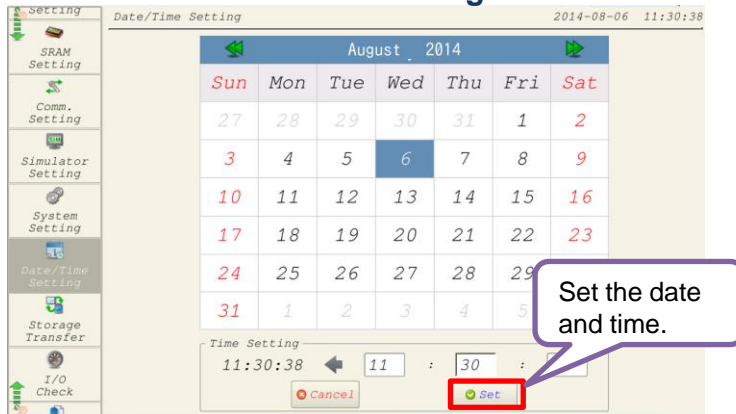 Setting
Date/Time Setting
2014-08-06 11:30:38
SRAM
Setting
Comm.
Setting
Simulator
Setting
System
Setting
Date/Time
Setting
Storage
Transfer
I/O
Check
August 2014
Sun Mon Tue Wed Thu Fri Sat
27 28 29 30 31 1 2
3 4 5 6 7 8 9
10 11 12 13 14 15 16
17 18 19 20 21 22 23
24 25 26 27 28 29
31 1 2 3 4 5
Time Setting
11:30:38 11 : 30 :
Cancel Set
Set the date
and time.